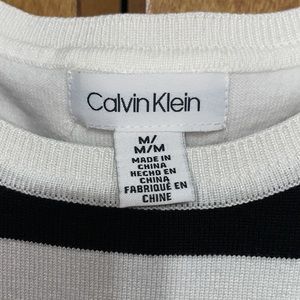 Calvin Klein
M/
M/M
MADE IN
CHINA
HECHO EN
CHINA
FABRIQUÉ EN
CHINE